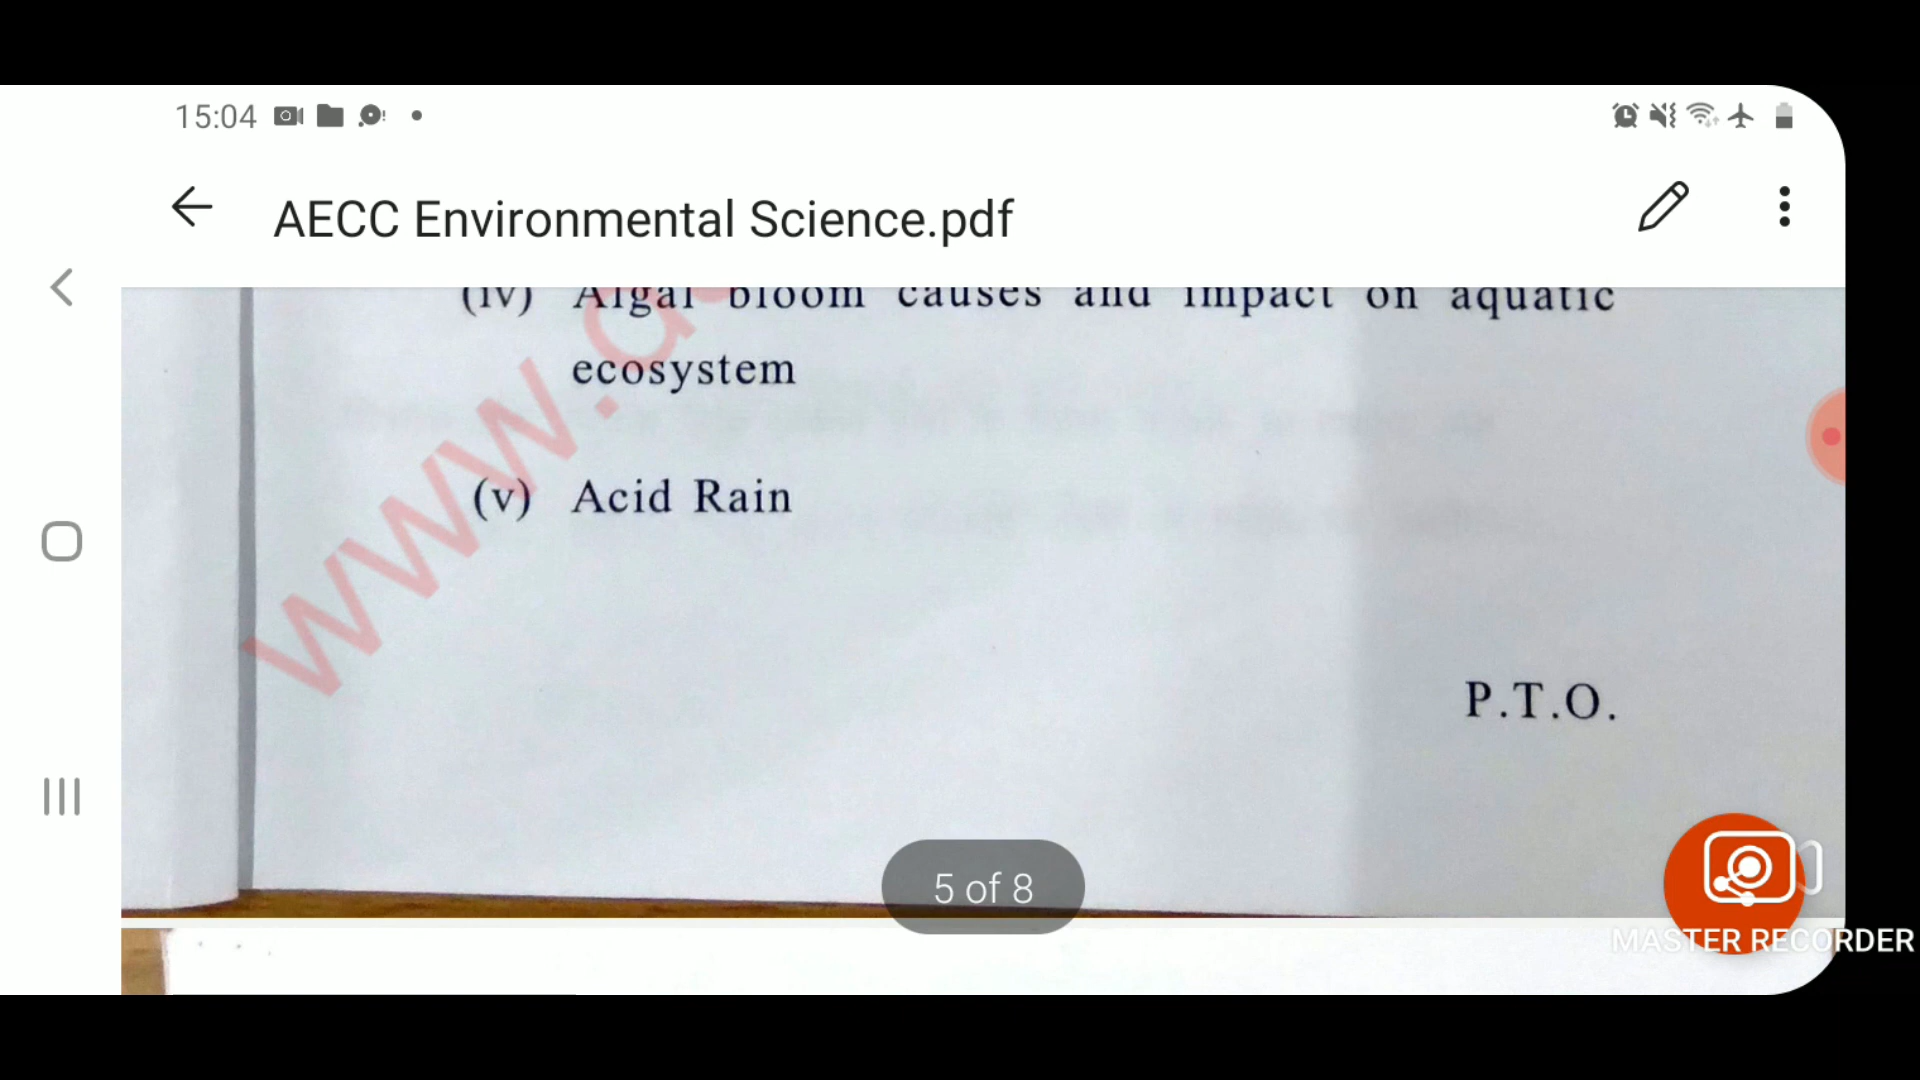 15:04
AECC Environmental Science.pdf
(iv) Algal bloom causes and impact on aquatic
ecosystem
(v) Acid Rain
www.
P.T.O.
5 of 8
MASTER RECORDER